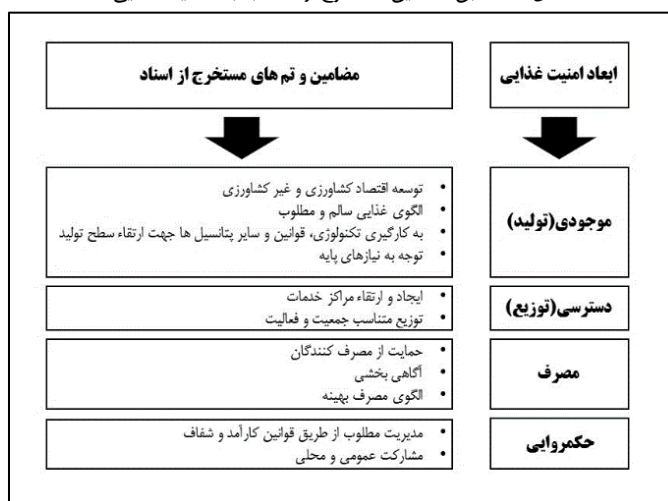 ابعاد امنیت غذایی
مضامین و تم های مستخرج از اسناد
موجودی(تولید)
• توسعه اقتصاد کشاورزی و غیر کشاورزی
• الگوی غذایی سالم و مطلوب
• به کارگیری تکنولوژی، قوانین و سایر پتانسیل ها جهت ارتقاء سطح تولید
• توجه به نیازهای پایه
دسترسی(توزیع)
• ایجاد و ارتقاء مراکز خدمات
• توزیع متناسب جمعیت و فعالیت
مصرف
• حمایت از مصرف کنندگان
• آگاهی بخشی
• الگوی مصرف بهینه
حکمروایی
• مدیریت مطلوب از طریق قوانین کارآمد و شفاف
• مشارکت عمومی و محلی